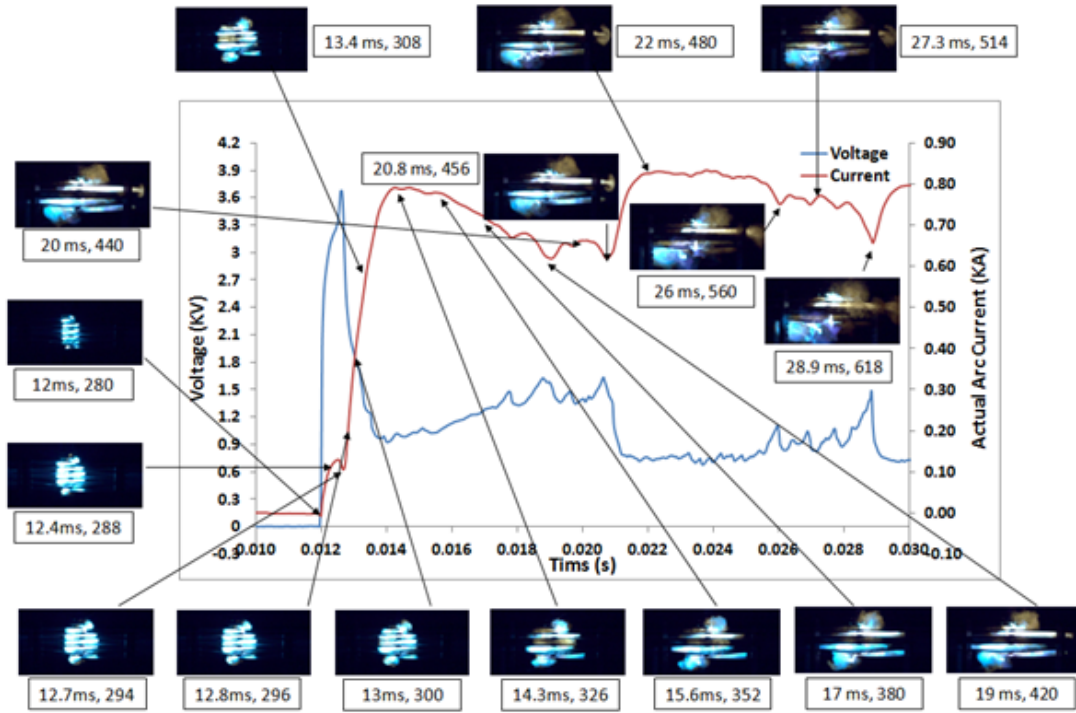 13.4 ms, 308
22 ms, 480
27.3 ms, 514
4.2
3.9
3.6
3.3
3
2.7
2.4
2.1
1.8
1.5
1.2
0.9
0.6
0.3
0
-0.3
Voltage (KV)
0.90
0.80
0.70
0.60
0.50
0.40
0.30
0.20
0.10
0.00
-0.10
Actual Arc Current (KA)
Voltage
Current
20.8 ms, 456
20 ms, 440
26 ms, 560
28.9 ms, 618
12ms, 280
12.4ms, 288
0.010
0.012
0.014
0.016
0.018
0.020
0.022
0.024
0.026
0.028
0.030
Tims (s)
12.7ms, 294
12.8ms, 296
13ms, 300
14.3ms, 326
15.6ms, 352
17 ms, 380
19 ms, 420